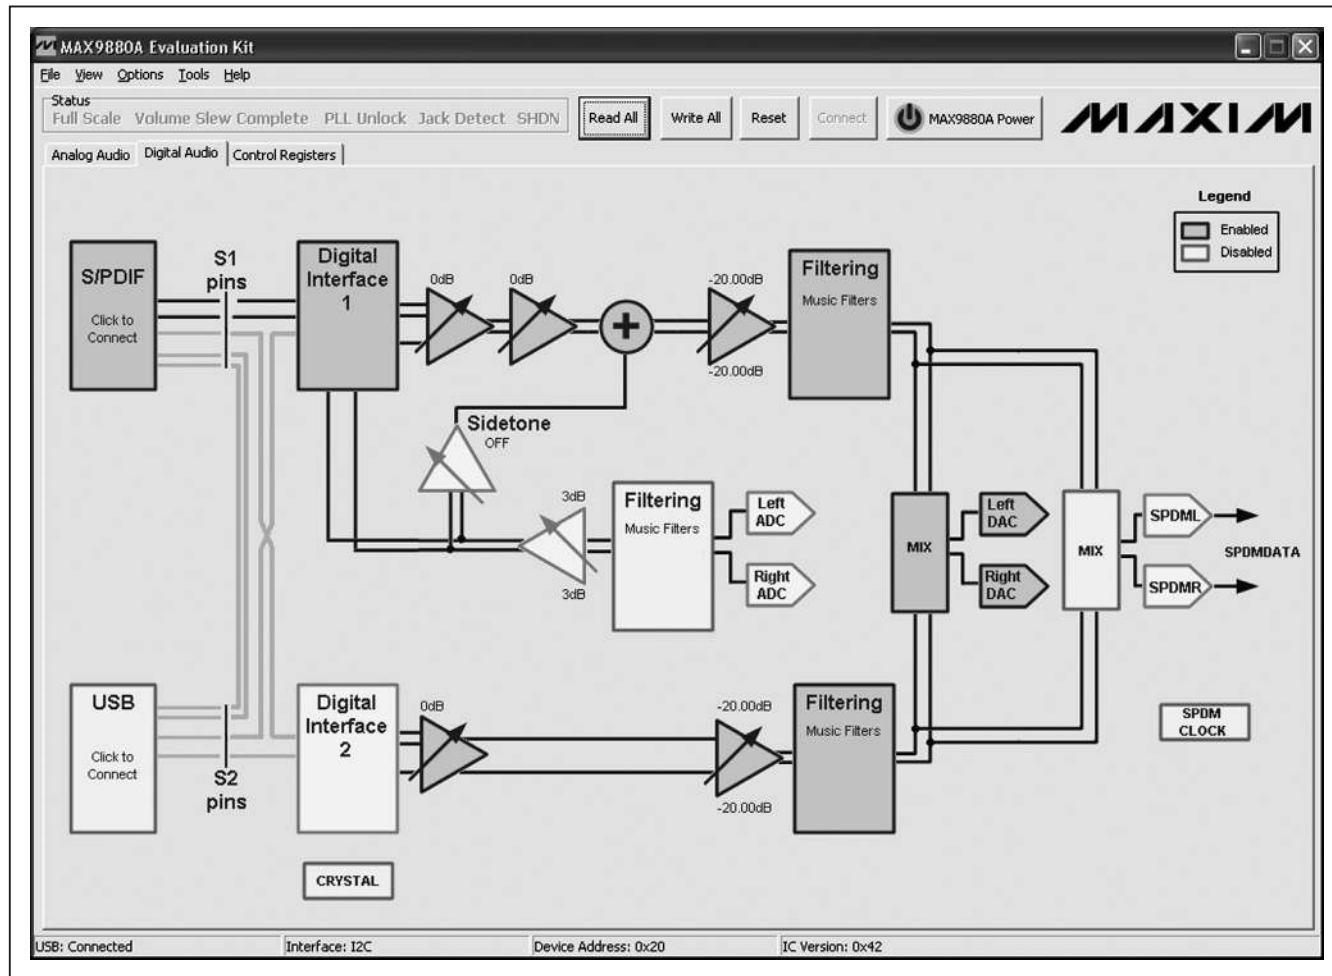 MAX9880A Evaluation Kit
File View Options Tools Help
Status
Full Scale Volume Slew Complete PLL Unlock Jack Detect SHDN
Read All
Write All
Reset
Connect
MAX9880A Power
MAXIM
Analog Audio
Digital Audio
Control Registers
Legend
Enabled
Disabled
S/PDIF
Click to
Connect
S1
pins
Digital
Interface
1
0dB
0dB
-20.00dB
-20.00dB
Filtering
Music Filters
Sidetone
OFF
3dB
3dB
Filtering
Music Filters
Left
ADC
Right
ADC
MIX
Left
DAC
Right
DAC
MIX
SPDML
SPDMR
SPDMDATA
USB
Click to
Connect
S2
pins
Digital
Interface
2
0dB
-20.00dB
-20.00dB
Filtering
Music Filters
SPDM
CLOCK
CRYSTAL
USB: Connected
Interface: I2C
Device Address: 0x20
IC Version: 0x42